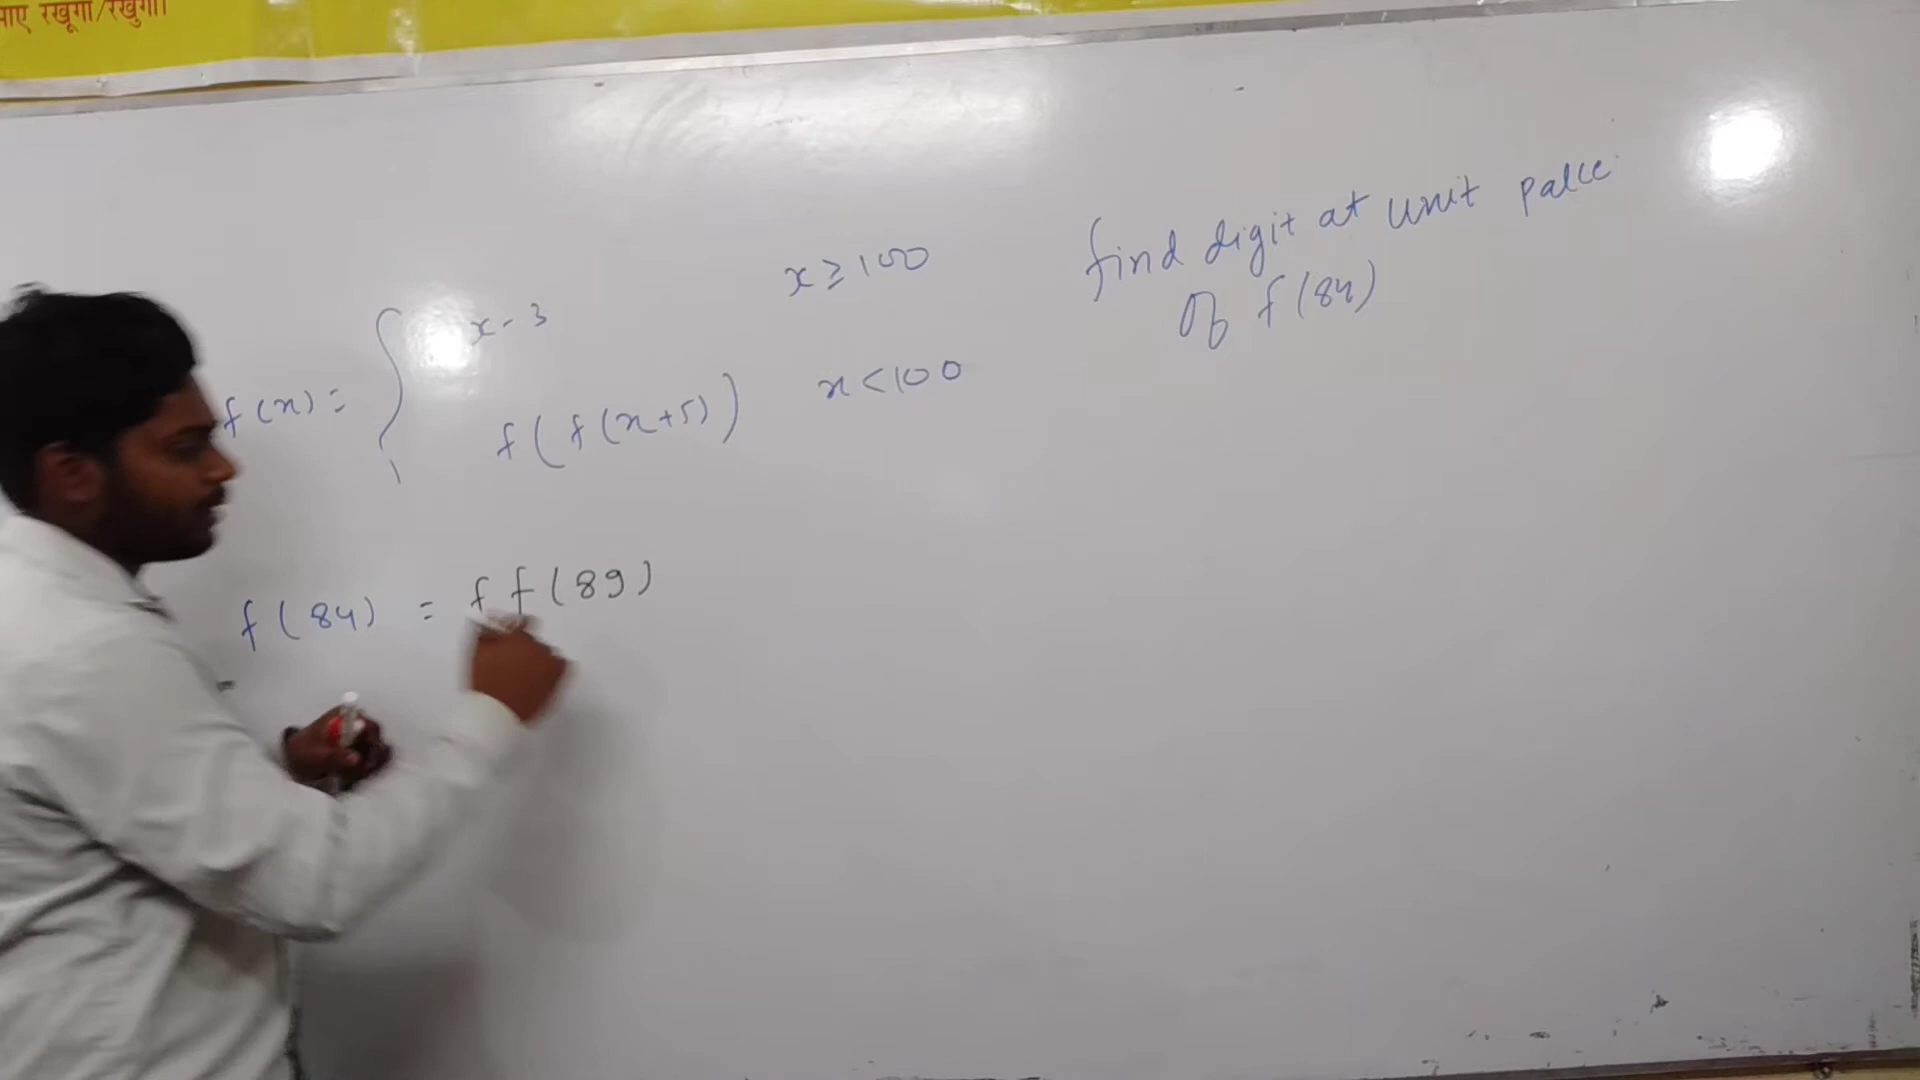 रखूंगा/रखुंगी।
x ≥ 100
find digit at unit palce
x - 3
of f(84)
f(x) =
f(f(x+5))
x < 100
f(84) = f f(89)